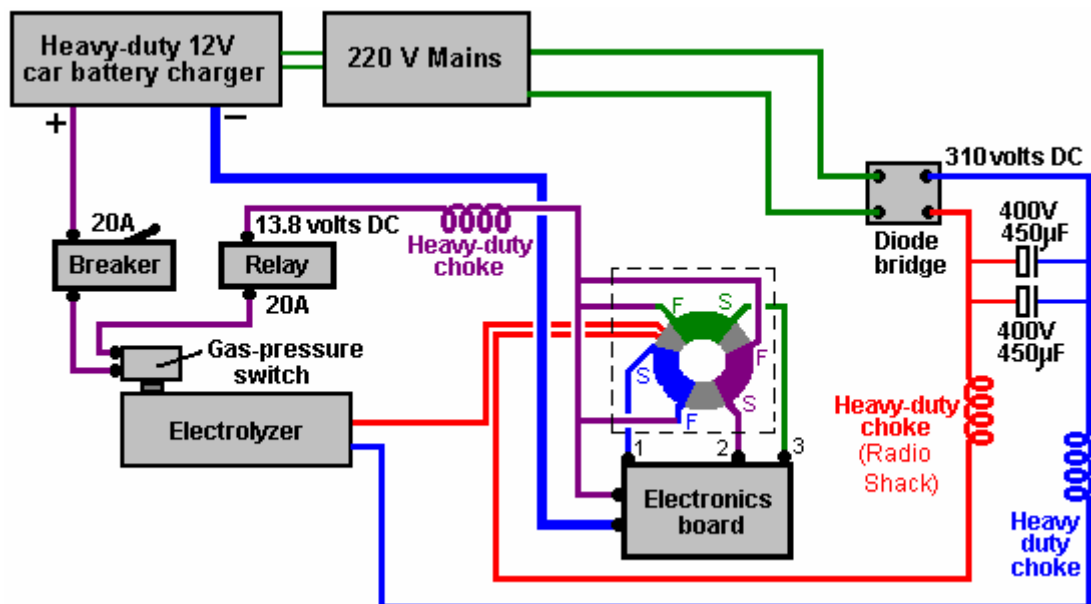 Heavy-duty 12V
car battery charger
220 V Mains
+
−
310 volts DC
20A
13.8 volts DC
Heavy-duty
choke
Breaker
Relay
20A
Diode
bridge
400V
450µF
400V
450µF
Gas-pressure
switch
F
S
S
F
F
S
Electrolyzer
1
2
3
Electronics
board
Heavy-duty
choke
(Radio
Shack)
Heavy
duty
choke